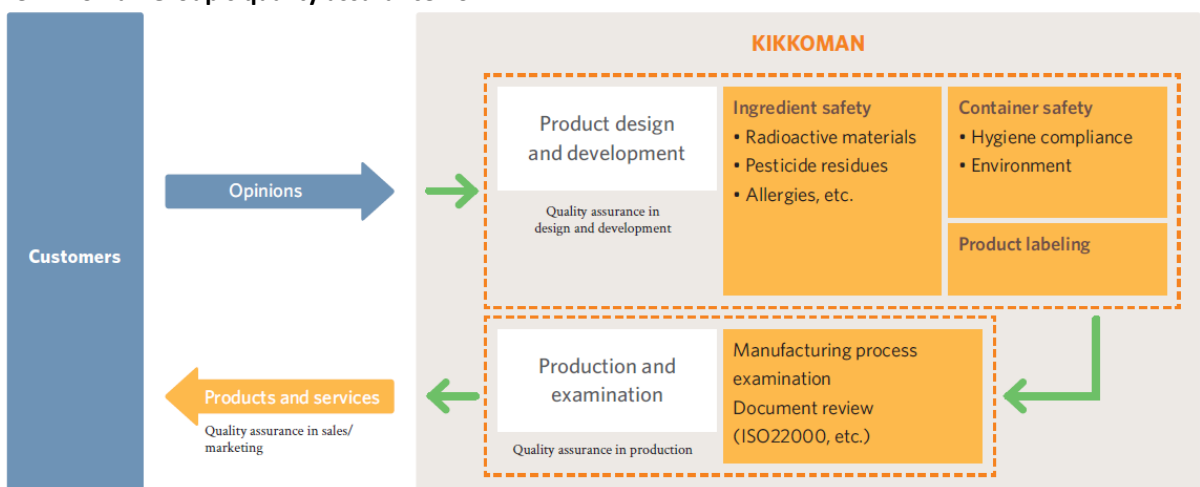 KIKKOMAN
Product design
and development
Quality assurance in
design and development
Ingredient safety
• Radioactive materials
• Pesticide residues
• Allergies, etc.
Container safety
• Hygiene compliance
• Environment
Product labeling
Opinions
Customers
Products and services
Quality assurance in sales/
marketing
Production and
examination
Quality assurance in production
Manufacturing process
examination
Document review
(ISO22000, etc.)